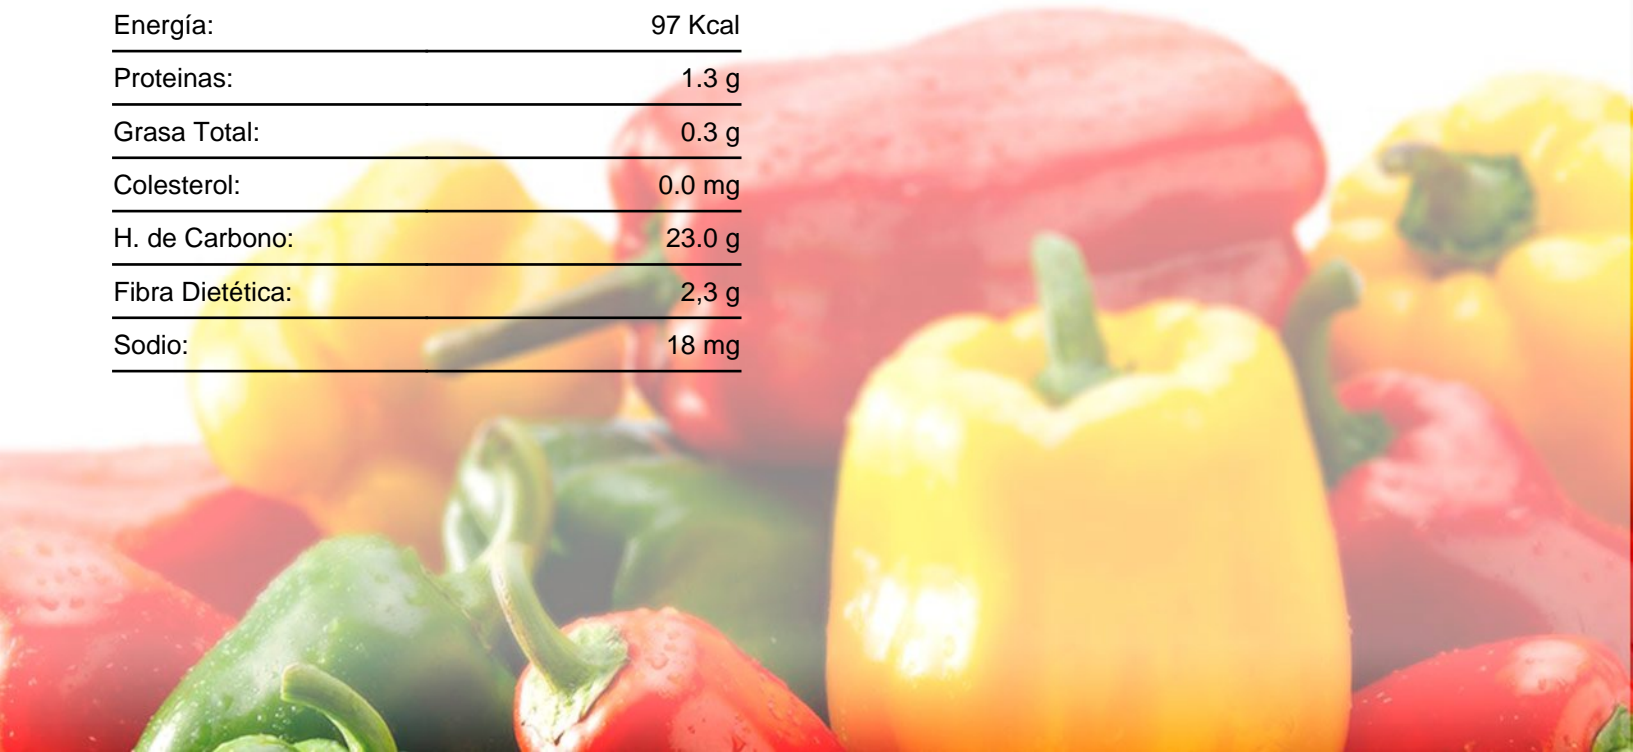 Energía: 97 Kcal
Proteinas: 1.3 g
Grasa Total: 0.3 g
Colesterol: 0.0 mg
H. de Carbono: 23.0 g
Fibra Dietética: 2,3 g
Sodio: 18 mg